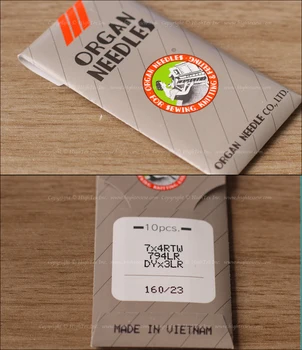 ORGAN
NEEDLES
ORGAN NEEDLES
FOR SEWING, KNITTING
ORGAN NEEDLE CO., LTD.
10pcs.
7x4RTW
794LR
DYx3LR
160/23
MADE IN VIETNAM